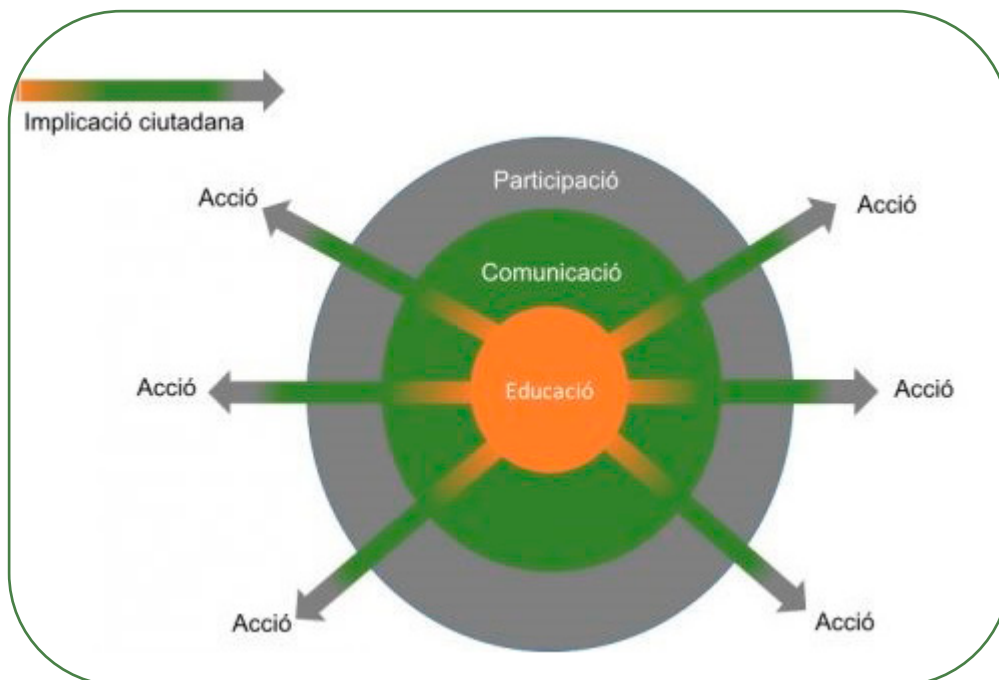 Implicació ciutadana
Participació
Acció
Acció
Comunicació
Acció
Educació
Acció
Acció
Acció